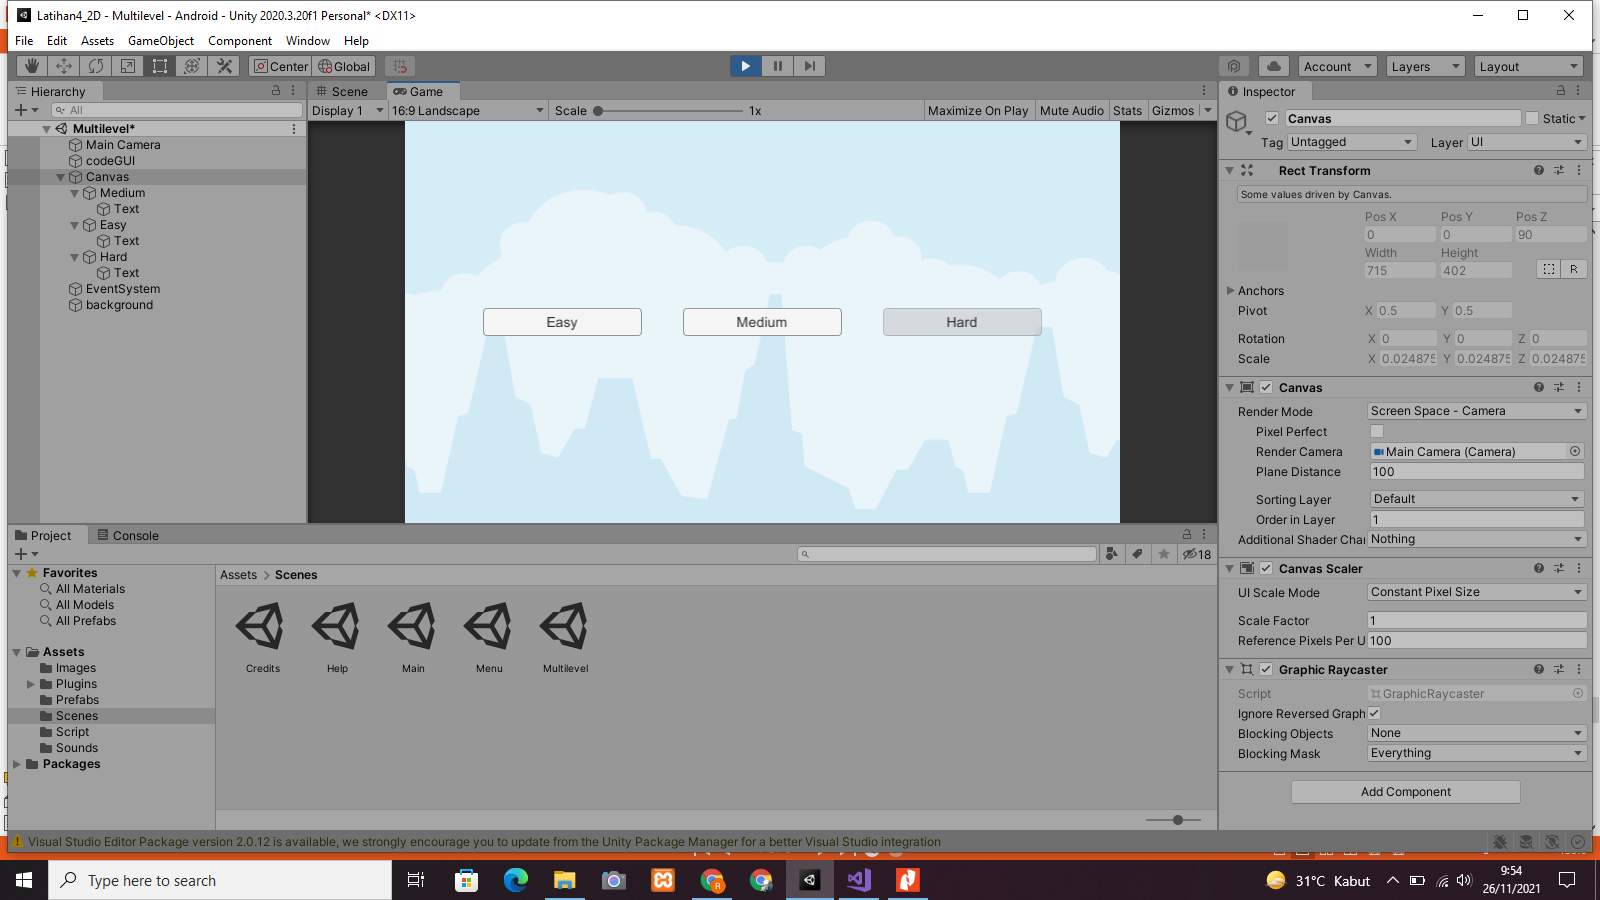 Latihan4_2D - Multilevel - Android - Unity 2020.3.20f1 Personal* <DX11>
File Edit Assets GameObject Component Window Help
Center Global Account Layers Layout
Hierarchy
All
Multilevel*
Main Camera
codeGUI
Canvas
Medium
Text
Easy
Text
Hard
Text
EventSystem
background
Scene Game
Display 1 16:9 Landscape Scale 1x Maximize On Play Mute Audio Stats Gizmos
Easy Medium Hard
Inspector
Canvas Static
Tag Untagged Layer UI
Rect Transform
Some values driven by Canvas.
Pos X Pos Y Pos Z
0 0 90
Width Height
715 402 R
Anchors
Pivot X 0.5 Y 0.5
Rotation X 0 Y 0 Z 0
Scale X 0.024875 Y 0.024875 Z 0.024875
Canvas
Render Mode Screen Space - Camera
Pixel Perfect
Render Camera Main Camera (Camera)
Plane Distance 100
Sorting Layer Default
Order in Layer 1
Additional Shader Chai Nothing
Canvas Scaler
UI Scale Mode Constant Pixel Size
Scale Factor 1
Reference Pixels Per U 100
Graphic Raycaster
Script GraphicRaycaster
Ignore Reversed Graph
Blocking Objects None
Blocking Mask Everything
Add Component
Project Console
18
Favorites
All Materials
All Models
All Prefabs
Assets
Images
Plugins
Prefabs
Scenes
Script
Sounds
Packages
Assets > Scenes
Credits Help Main Menu Multilevel
Visual Studio Editor Package version 2.0.12 is available, we strongly encourage you to update from the Unity Package Manager for a better Visual Studio integration
Type here to search
31°C Kabut
9:54
26/11/2021